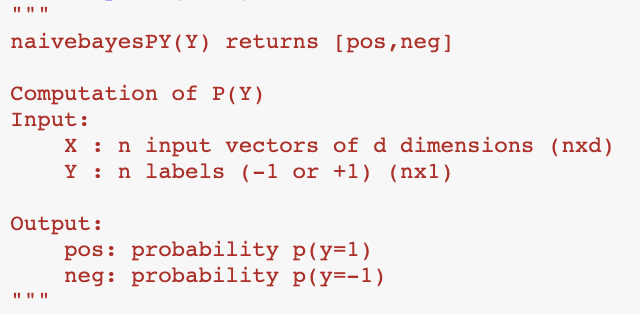 """
naivebayesPY(Y) returns [pos,neg]
Computation of P(Y)
Input:
X : n input vectors of d dimensions (nxd)
Y : n labels (-1 or +1) (nx1)
Output:
pos: probability p(y=1)
neg: probability p(y=-1)
"""